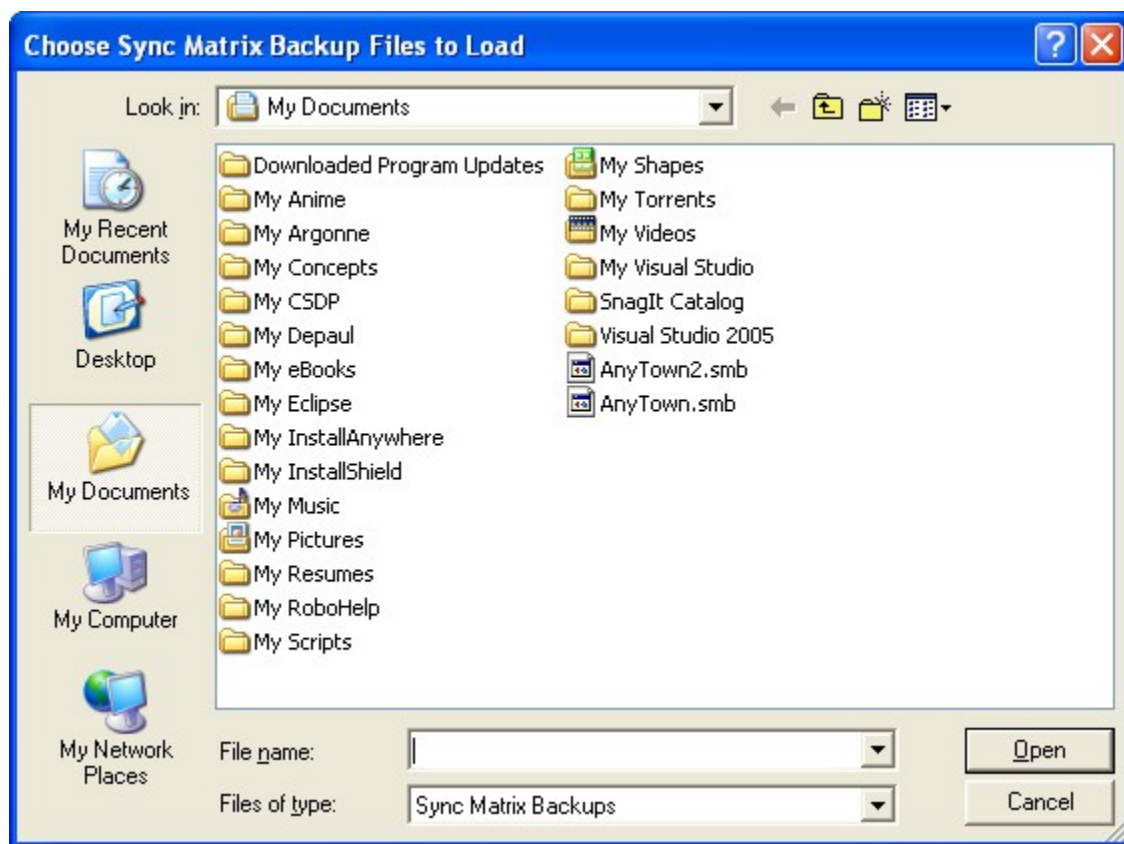 Choose Sync Matrix Backup Files to Load
Look in:
My Documents
My Recent
Documents
Desktop
My Documents
My Computer
My Network
Places
Downloaded Program Updates
My Anime
My Argonne
My Concepts
My CSDP
My Depaul
My eBooks
My Eclipse
My InstallAnywhere
My InstallShield
My Music
My Pictures
My Resumes
My RoboHelp
My Scripts
My Shapes
My Torrents
My Videos
My Visual Studio
SnagIt Catalog
Visual Studio 2005
AnyTown2.smb
AnyTown.smb
File name:
Open
Files of type:
Sync Matrix Backups
Cancel